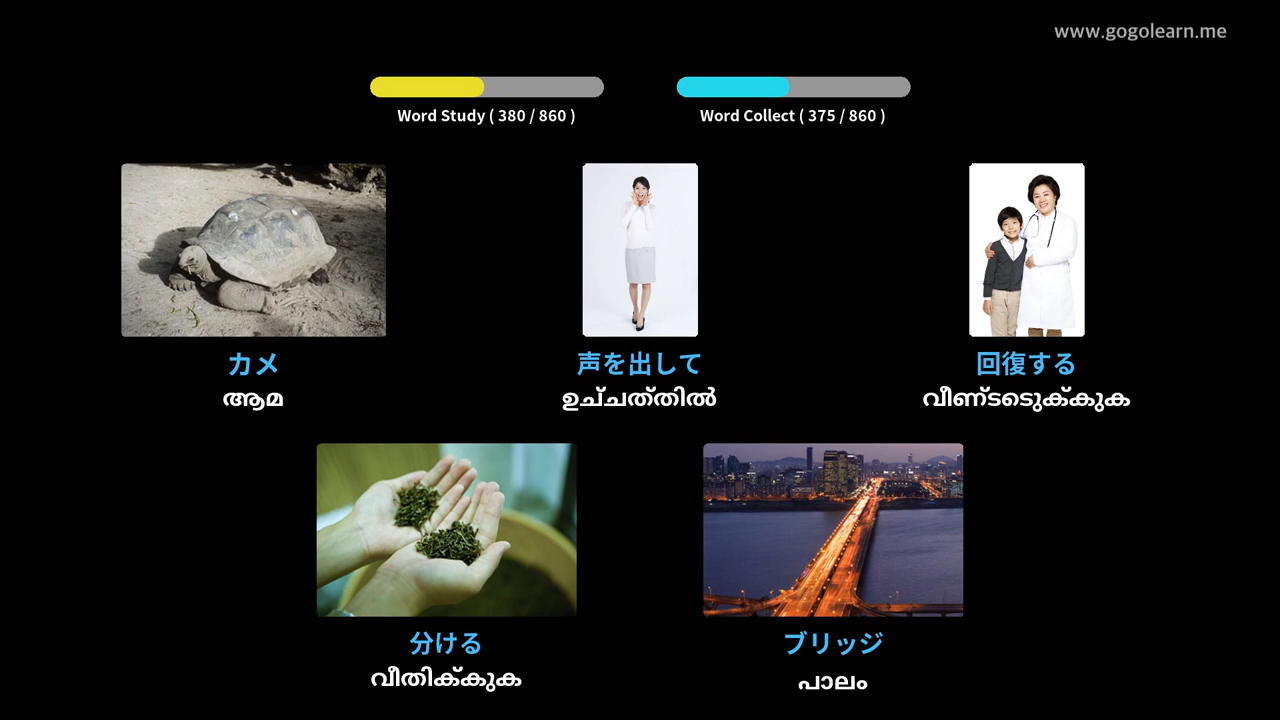 www.gogolearn.me
Word Study ( 380 / 860 )
Word Collect ( 375 / 860 )
カメ
ആമ
声を出して
ഉച്ചത്തിൽ
回復する
വീണ്ടെടുക്കുക
分ける
വീതിക്കുക
ブリッジ
പാലം